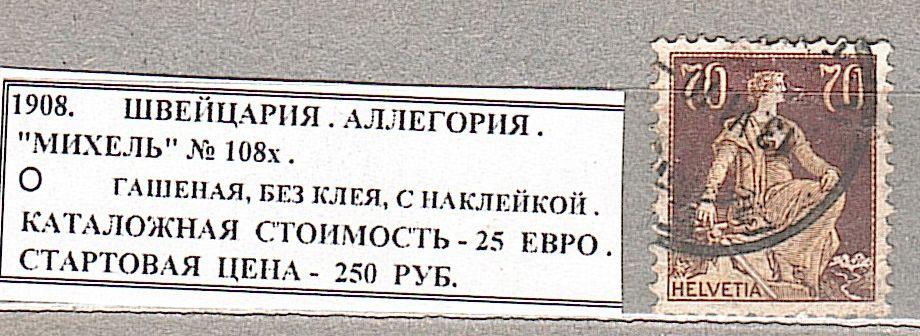 1908. ШВЕЙЦАРИЯ. АЛЛЕГОРИЯ.
"МИХЕЛЬ" № 108x.
О ГАШЕНАЯ, БЕЗ КЛЕЯ, С НАКЛЕЙКОЙ.
КАТАЛОЖНАЯ СТОИМОСТЬ - 25 ЕВРО.
СТАРТОВАЯ ЦЕНА - 250 РУБ.
70 70
HELVETIA